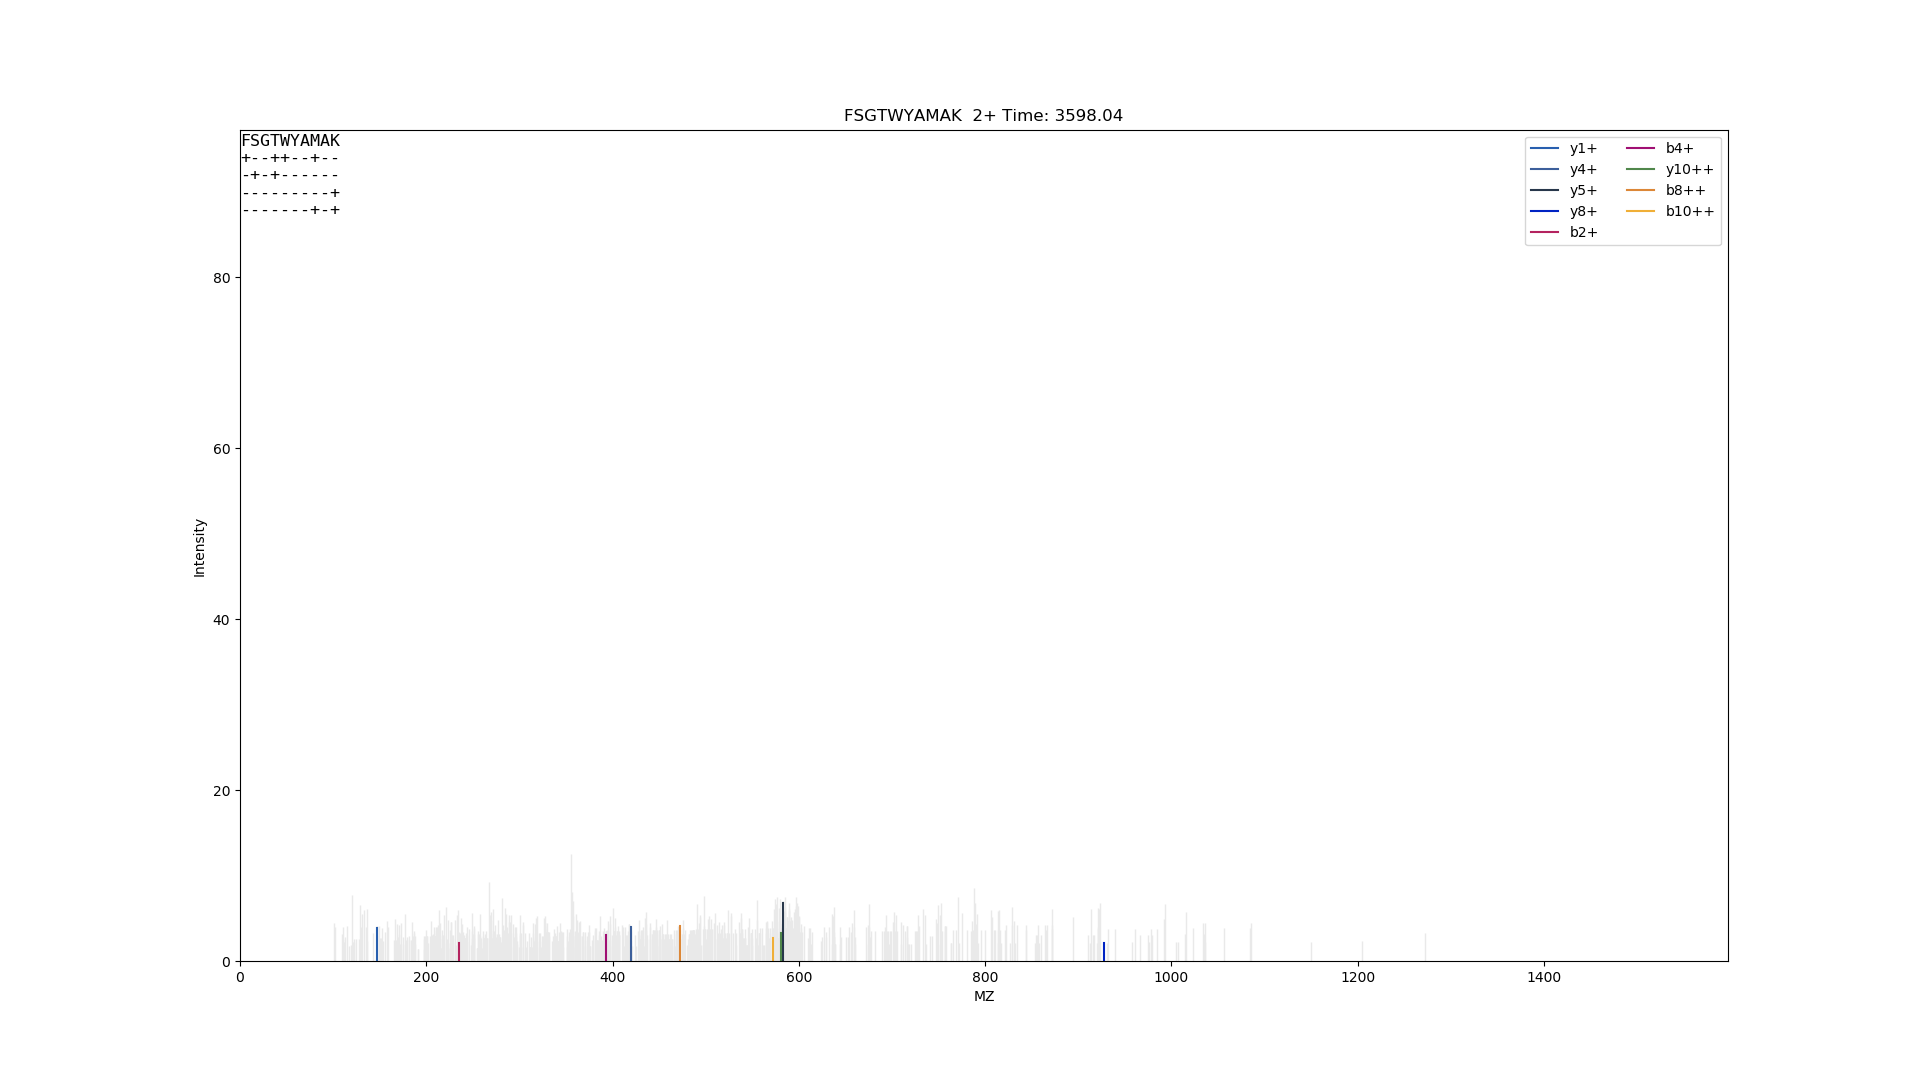 FSGTWYAMAK  2+ Time: 3598.04
FSGTWYAMAK
+--++--+--
-+-+------
---------+
-------+-+
y1+
y4+
y5+
y8+
b2+
b4+
y10++
b8++
b10++
80
60
40
20
0
Intensity
0 200 400 600 800 1000 1200 1400
MZ